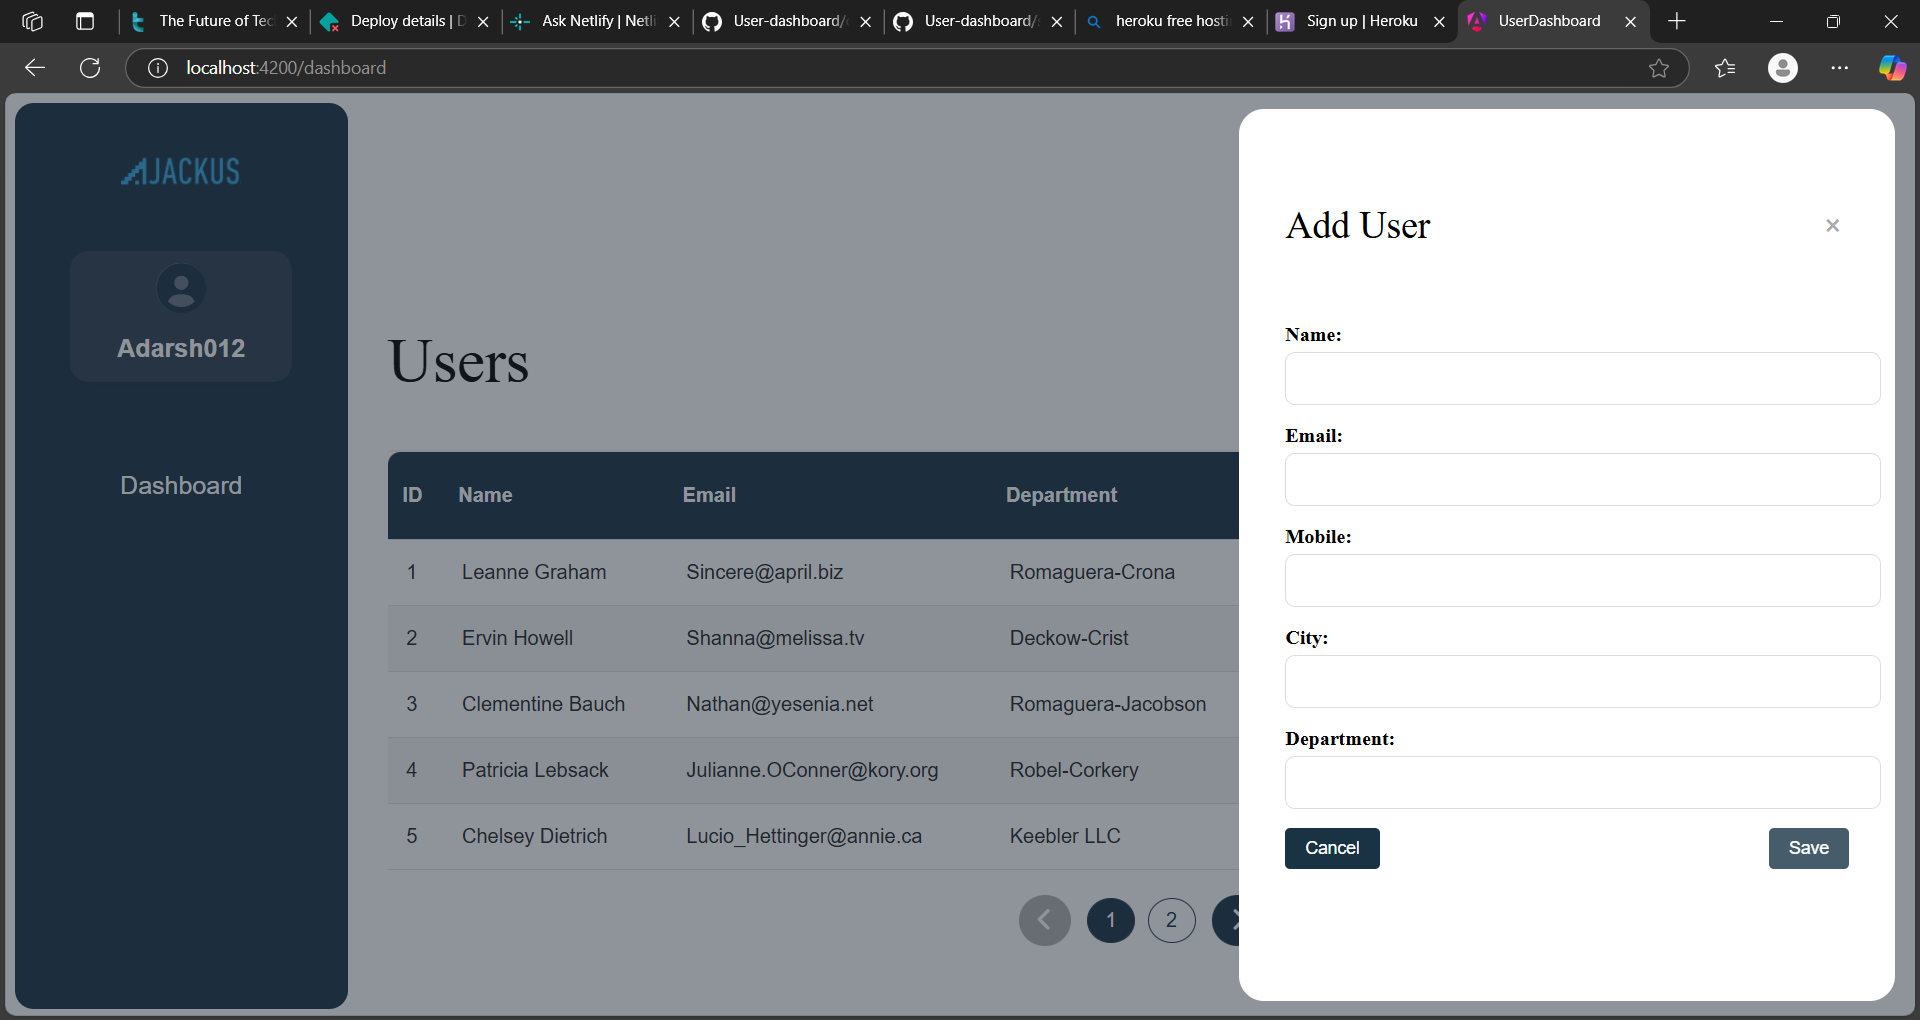 The Future of Tec
Deploy details | D
Ask Netlify | Netli
User-dashboard/
User-dashboard/
heroku free hosti
Sign up | Heroku
UserDashboard
localhost:4200/dashboard
AJACKUS
Adarsh012
Dashboard
Users
ID Name Email Department
1 Leanne Graham Sincere@april.biz Romaguera-Crona
2 Ervin Howell Shanna@melissa.tv Deckow-Crist
3 Clementine Bauch Nathan@yesenia.net Romaguera-Jacobson
4 Patricia Lebsack Julianne.OConner@kory.org Robel-Corkery
5 Chelsey Dietrich Lucio_Hettinger@annie.ca Keebler LLC
1 2
Add User
Name:
Email:
Mobile:
City:
Department:
Cancel Save